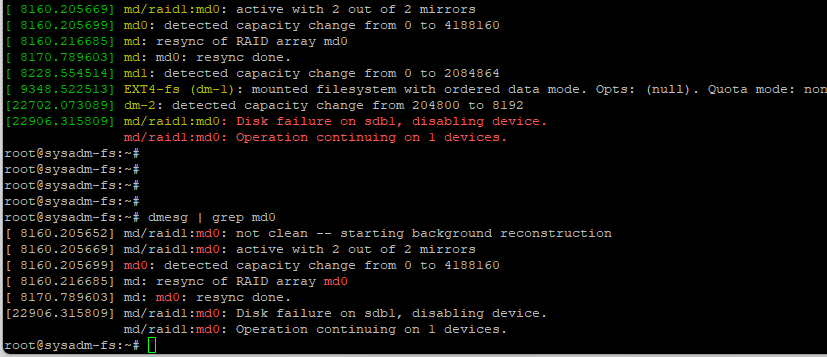 [ 8160.205669] md/raid1:md0: active with 2 out of 2 mirrors
[ 8160.205699] md0: detected capacity change from 0 to 4188160
[ 8160.216685] md: resync of RAID array md0
[ 8170.789603] md: md0: resync done.
[ 8228.554514] md1: detected capacity change from 0 to 2084864
[ 9348.522513] EXT4-fs (dm-1): mounted filesystem with ordered data mode. Opts: (null). Quota mode: non
[22702.073089] dm-2: detected capacity change from 204800 to 8192
[22906.315809] md/raid1:md0: Disk failure on sdb1, disabling device.
md/raid1:md0: Operation continuing on 1 devices.
root@sysadm-fs:~#
root@sysadm-fs:~#
root@sysadm-fs:~#
root@sysadm-fs:~#
root@sysadm-fs:~# dmesg | grep md0
[ 8160.205652] md/raid1:md0: not clean -- starting background reconstruction
[ 8160.205669] md/raid1:md0: active with 2 out of 2 mirrors
[ 8160.205699] md0: detected capacity change from 0 to 4188160
[ 8160.216685] md: resync of RAID array md0
[ 8170.789603] md: md0: resync done.
[22906.315809] md/raid1:md0: Disk failure on sdb1, disabling device.
md/raid1:md0: Operation continuing on 1 devices.
root@sysadm-fs:~#